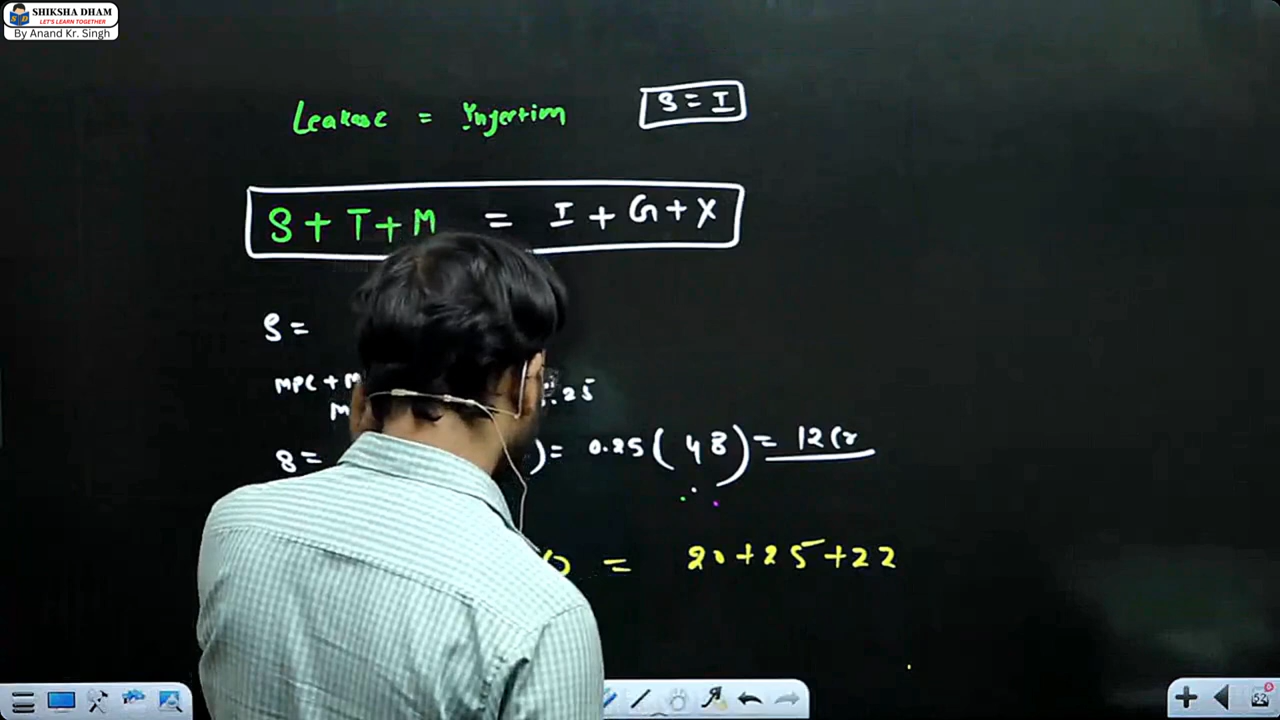 SHIKSHA DHAM
LET'S LEARN TOGETHER
By Anand Kr. Singh
Leakage = Injection
S = I
S + T + M = I + G + X
S =
MPC + M
.25
S = ) = 0.25 ( 48 ) = 12 Cr
= 20 + 25 + 22
52